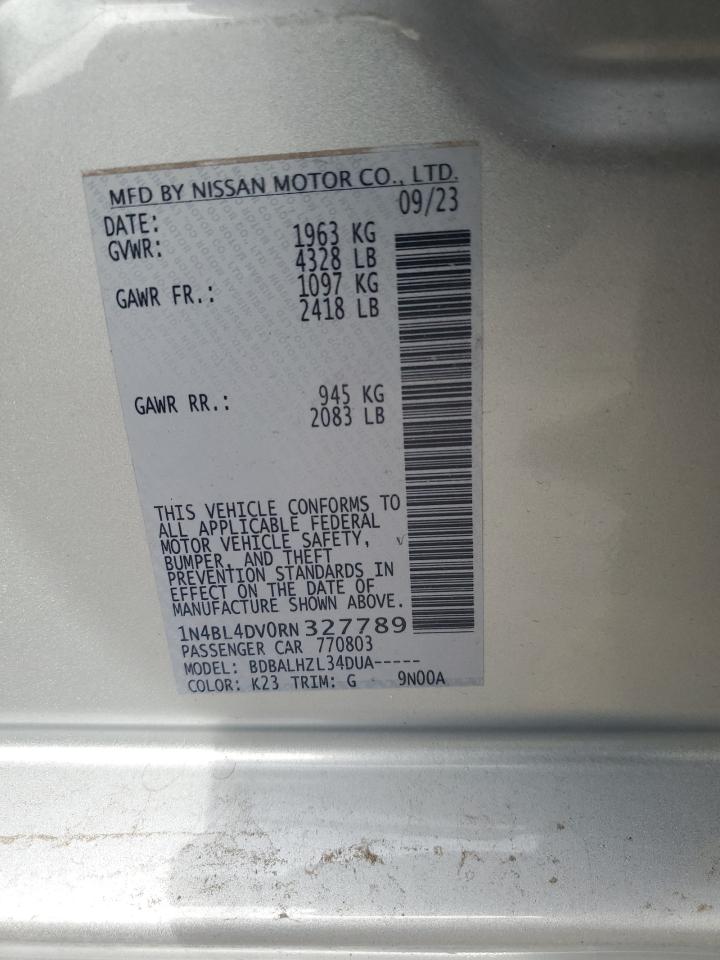 MFD BY NISSAN MOTOR CO., LTD.
DATE: 09/23
GVWR: 1963 KG
4328 LB
GAWR FR.: 1097 KG
2418 LB
GAWR RR.: 945 KG
2083 LB
THIS VEHICLE CONFORMS TO
ALL APPLICABLE FEDERAL
MOTOR VEHICLE SAFETY,
BUMPER, AND THEFT
PREVENTION STANDARDS IN
EFFECT ON THE DATE OF
MANUFACTURE SHOWN ABOVE.
1N4BL4DV0RN327789
PASSENGER CAR 770803
MODEL: BDBALHZL34DUA-----
COLOR: K23 TRIM: G 9N00A